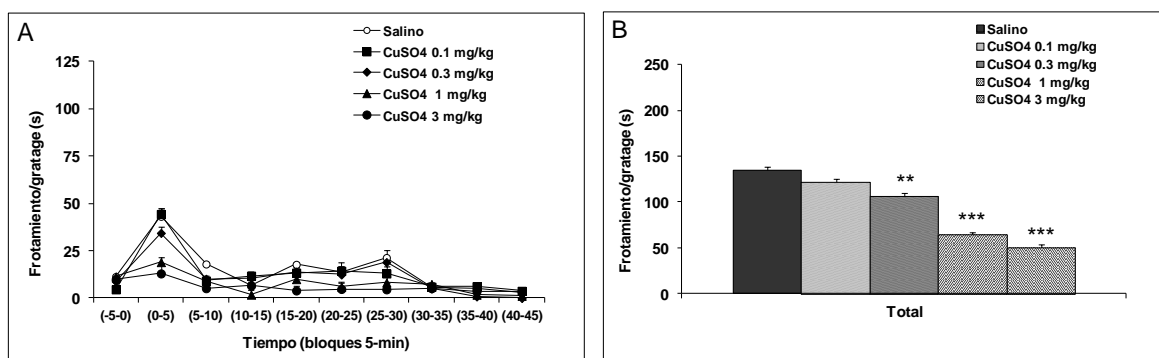 A
Salino
CuSO4 0.1 mg/kg
CuSO4 0.3 mg/kg
CuSO4 1 mg/kg
CuSO4 3 mg/kg
125
100
75
50
25
0
Frotamiento/gratage (s)
(-5-0) (0-5) (5-10) (10-15) (15-20) (20-25) (25-30) (30-35) (35-40) (40-45)
Tiempo (bloques 5-min)
B
Salino
CuSO4 0.1 mg/kg
CuSO4 0.3 mg/kg
CuSO4 1 mg/kg
CuSO4 3 mg/kg
250
200
150
100
50
0
Frotamiento/gratage (s)
**
***
***
Total